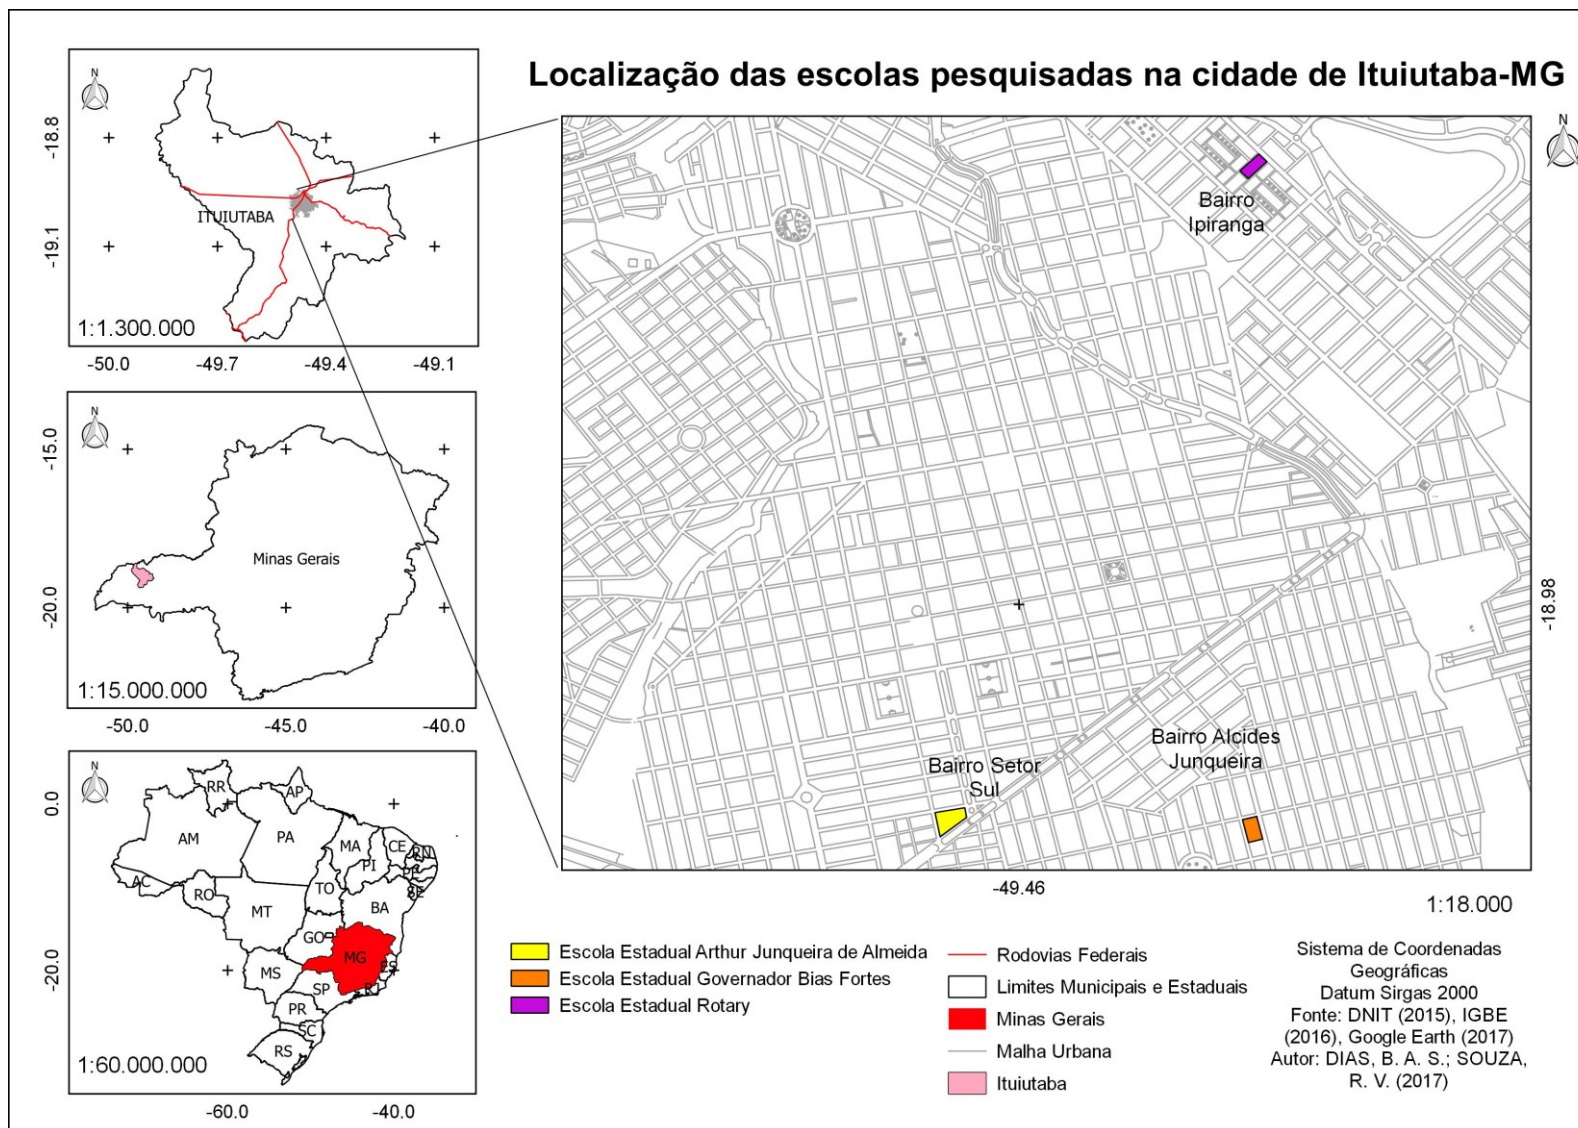 Localização das escolas pesquisadas na cidade de Ituiutaba-MG
N
-18.8
-19.1
ITUIUTABA
1:1.300.000
-50.0
-49.7
-49.4
-49.1
N
-15.0
-20.0
Minas Gerais
1:15.000.000
-50.0
-45.0
-40.0
N
0.0
-20.0
RR
AP
AM
PA
MA
CE
RN
PI
PE
SE
AC
RO
TO
BA
MT
GO
MG
ES
MS
SP
RJ
PR
SC
RS
1:60.000.000
-60.0
-40.0
N
Bairro
Ipiranga
Bairro Alcides
Junqueira
Bairro Setor
Sul
-18.98
-49.46
1:18.000
Escola Estadual Arthur Junqueira de Almeida
Escola Estadual Governador Bias Fortes
Escola Estadual Rotary
Rodovias Federais
Limites Municipais e Estaduais
Minas Gerais
Malha Urbana
Ituiutaba
Sistema de Coordenadas
Geográficas
Datum Sirgas 2000
Fonte: DNIT (2015), IGBE
(2016), Google Earth (2017)
Autor: DIAS, B. A. S.; SOUZA,
R. V. (2017)